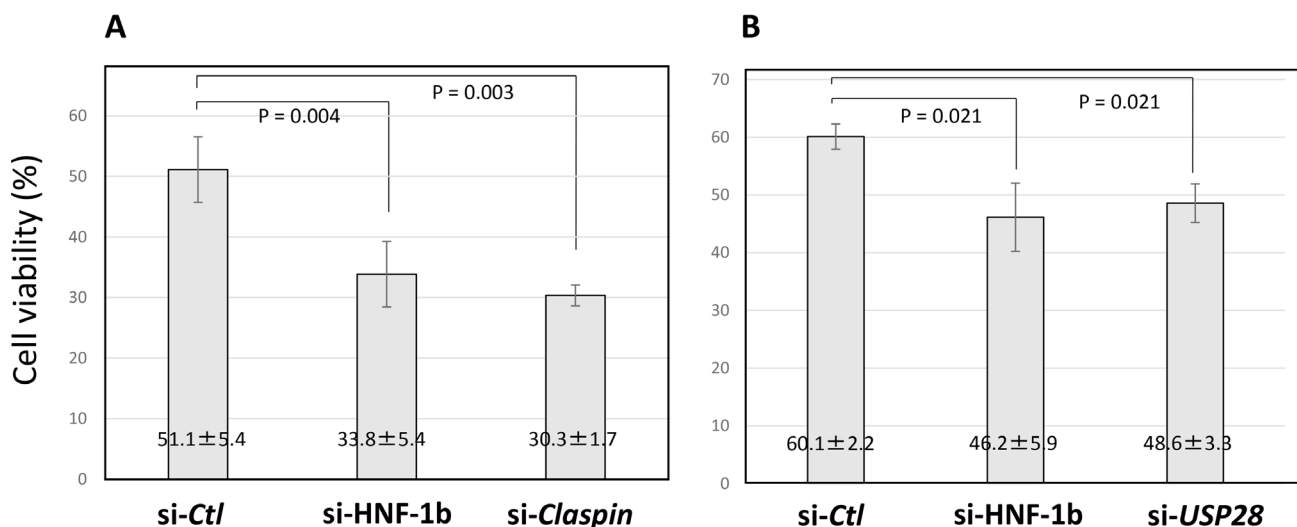 A
P = 0.003
P = 0.004
Cell viability (%)
60
50
40
30
20
10
0
51.1±5.4
33.8±5.4
30.3±1.7
si-Ctl
si-HNF-1b
si-Claspin
B
P = 0.021
P = 0.021
70
60
50
40
30
20
10
0
60.1±2.2
46.2±5.9
48.6±3.3
si-Ctl
si-HNF-1b
si-USP28